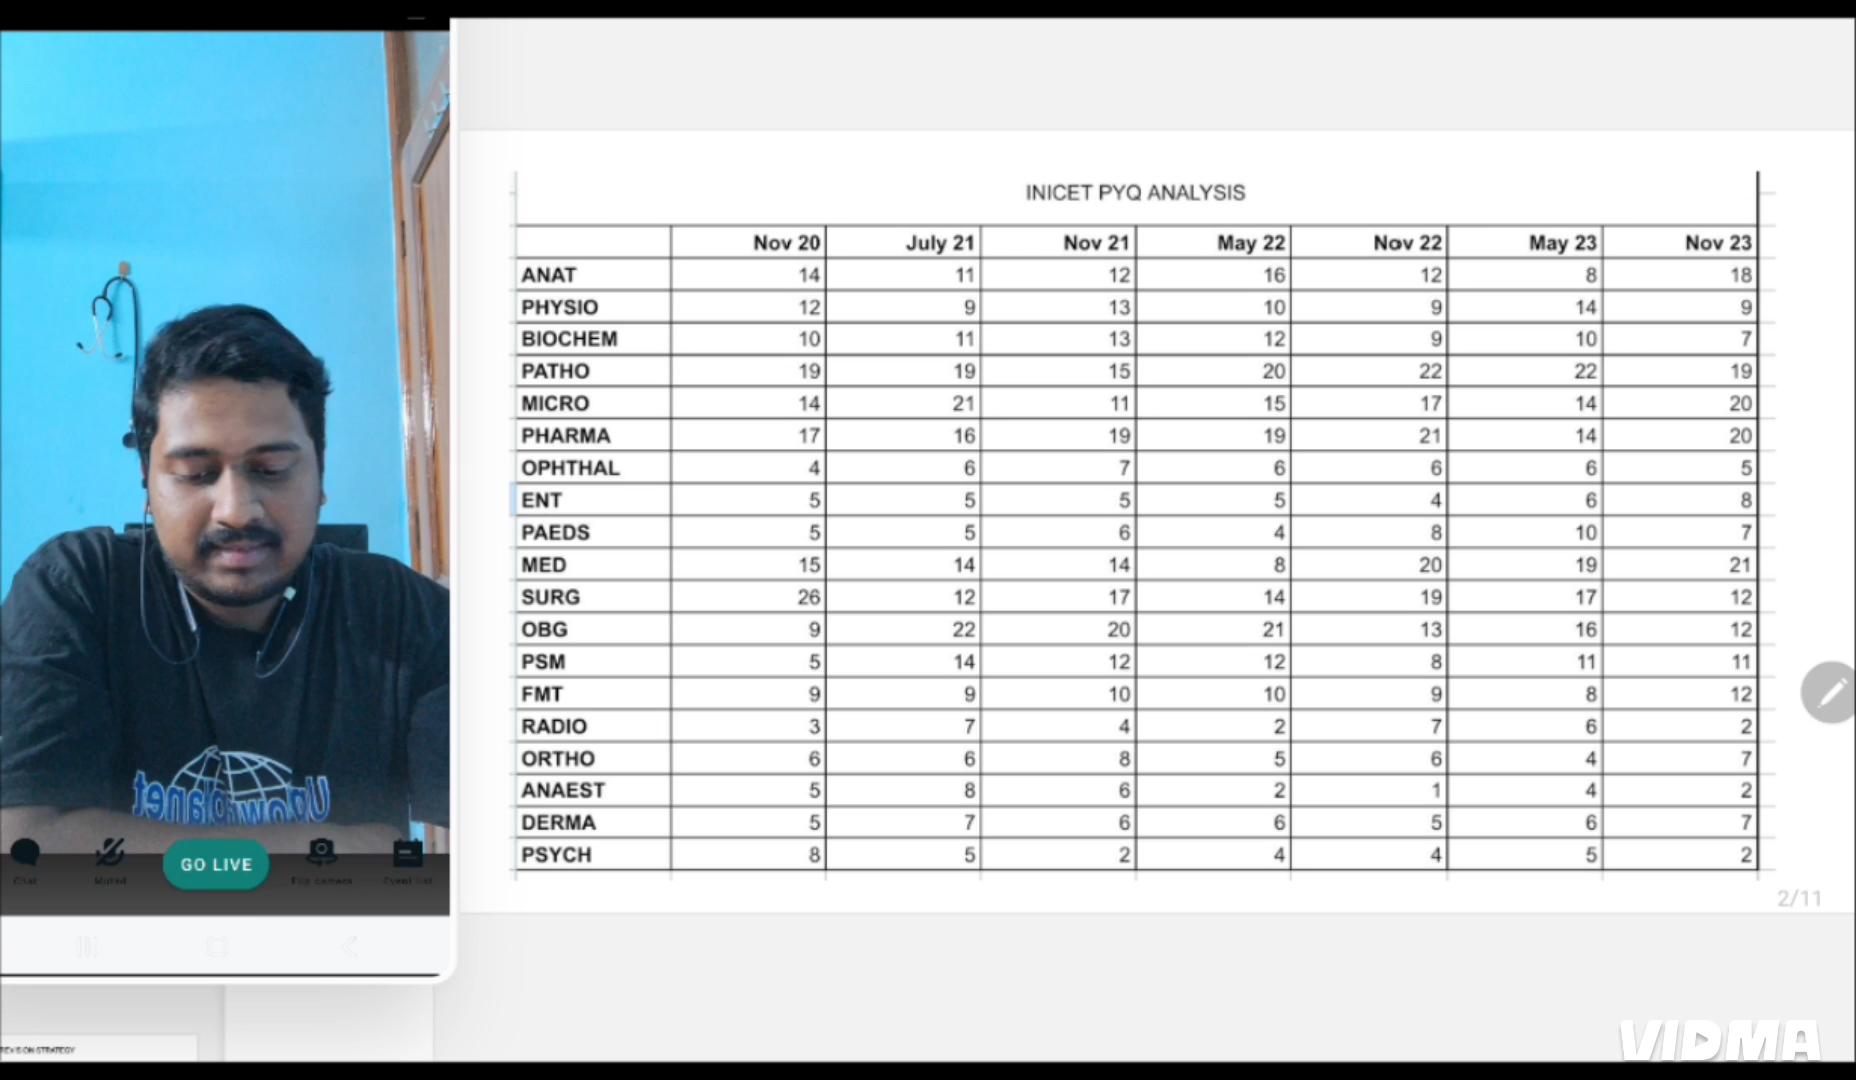 INICET PYQ ANALYSIS
Nov 20 July 21 Nov 21 May 22 Nov 22 May 23 Nov 23
ANAT 14 11 12 16 12 8 18
PHYSIO 12 9 13 10 9 14 9
BIOCHEM 10 11 13 12 9 10 7
PATHO 19 19 15 20 22 22 19
MICRO 14 21 11 15 17 14 20
PHARMA 17 16 19 19 21 14 20
OPHTHAL 4 6 7 6 6 6 5
ENT 5 5 5 5 4 6 8
PAEDS 5 5 6 4 8 10 7
MED 15 14 14 8 20 19 21
SURG 26 12 17 14 19 17 12
OBG 9 22 20 21 13 16 12
PSM 5 14 12 12 8 11 11
FMT 9 9 10 10 9 8 12
RADIO 3 7 4 2 7 6 2
ORTHO 6 6 8 5 6 4 7
ANAEST 5 8 6 2 1 4 2
DERMA 5 7 6 6 5 6 7
PSYCH 8 5 2 4 4 5 2
2/11
GO LIVE
Chat Muted Flip camera Event list
REVISION STRATEGY
VIDMA